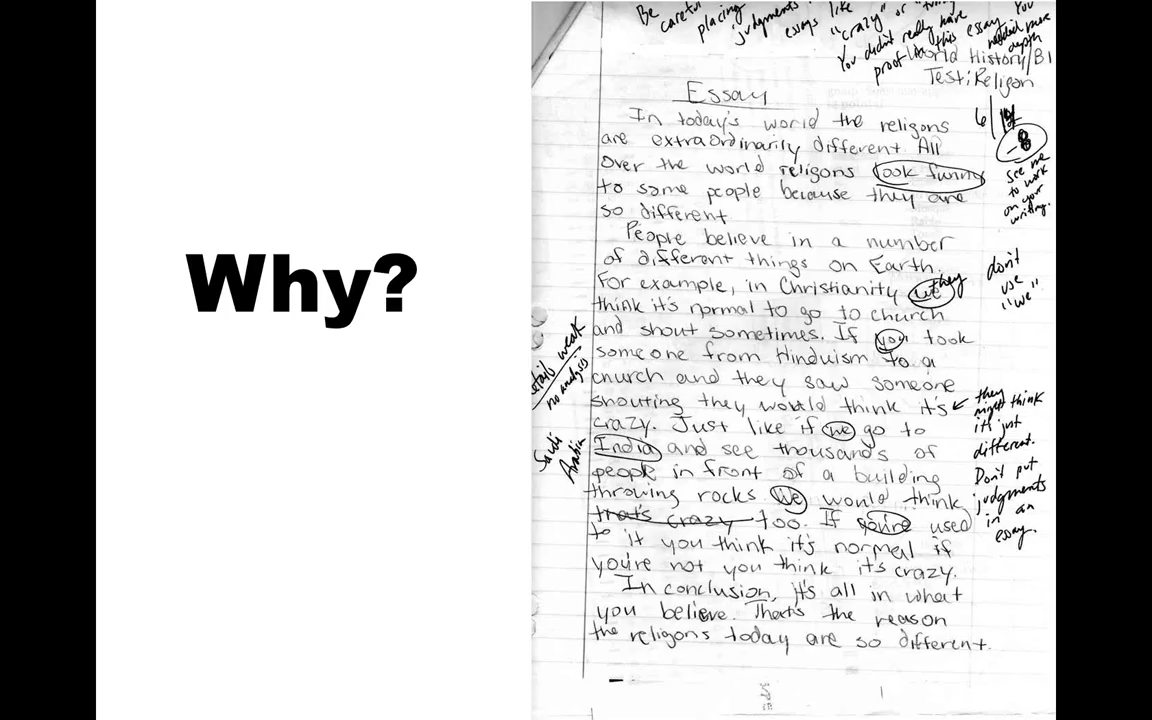 Why?
Be careful placing judgements like
essays "crazy" or
You didn't really have
proof in this essay. You
needed more
depth
World History/B1
Test: Religon
Essay
6/
-8
see me
to work
on your
writing.
In today's world the religons
are extraordinarily different All
over the world religons look funny
to some people because they are
so different.
People believe in a number
of different things on Earth.
For example, in Christianity we they
don't
use
"we".
think it's normal to go to church
and shout sometimes. If you took
someone from Hinduism to a
church and they saw someone
shouting they would think it's
crazy. Just like if we go to
India and see thousands of
people in front of a building
throwing rocks we would think
that's crazy too. If you're used
to it you think it's normal if
you're not you think it's crazy.
details weak
no analysis
Saudi
Arabia
they
might think
it's just
different.
Don't put
judgments
in an
essay.
In conclusion, it's all in what
you believe. That's the reason
the religons today are so different.